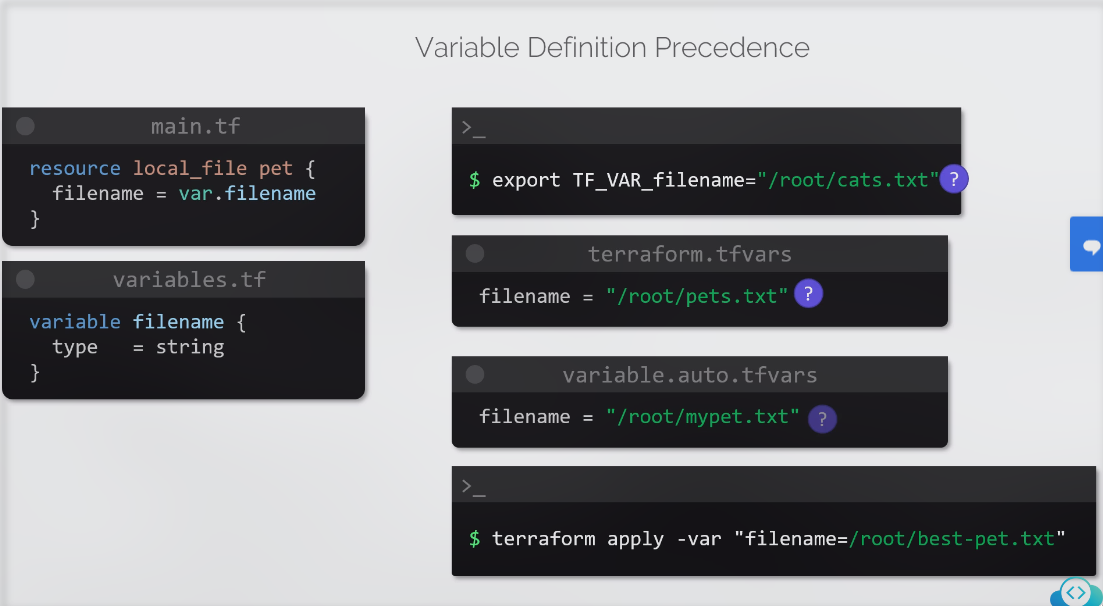 Variable Definition Precedence
main.tf
resource local_file pet {
  filename = var.filename
}
variables.tf
variable filename {
  type   = string
}
>_
$ export TF_VAR_filename="/root/cats.txt" ?
terraform.tfvars
filename = "/root/pets.txt" ?
variable.auto.tfvars
filename = "/root/mypet.txt" ?
>_
$ terraform apply -var "filename=/root/best-pet.txt"